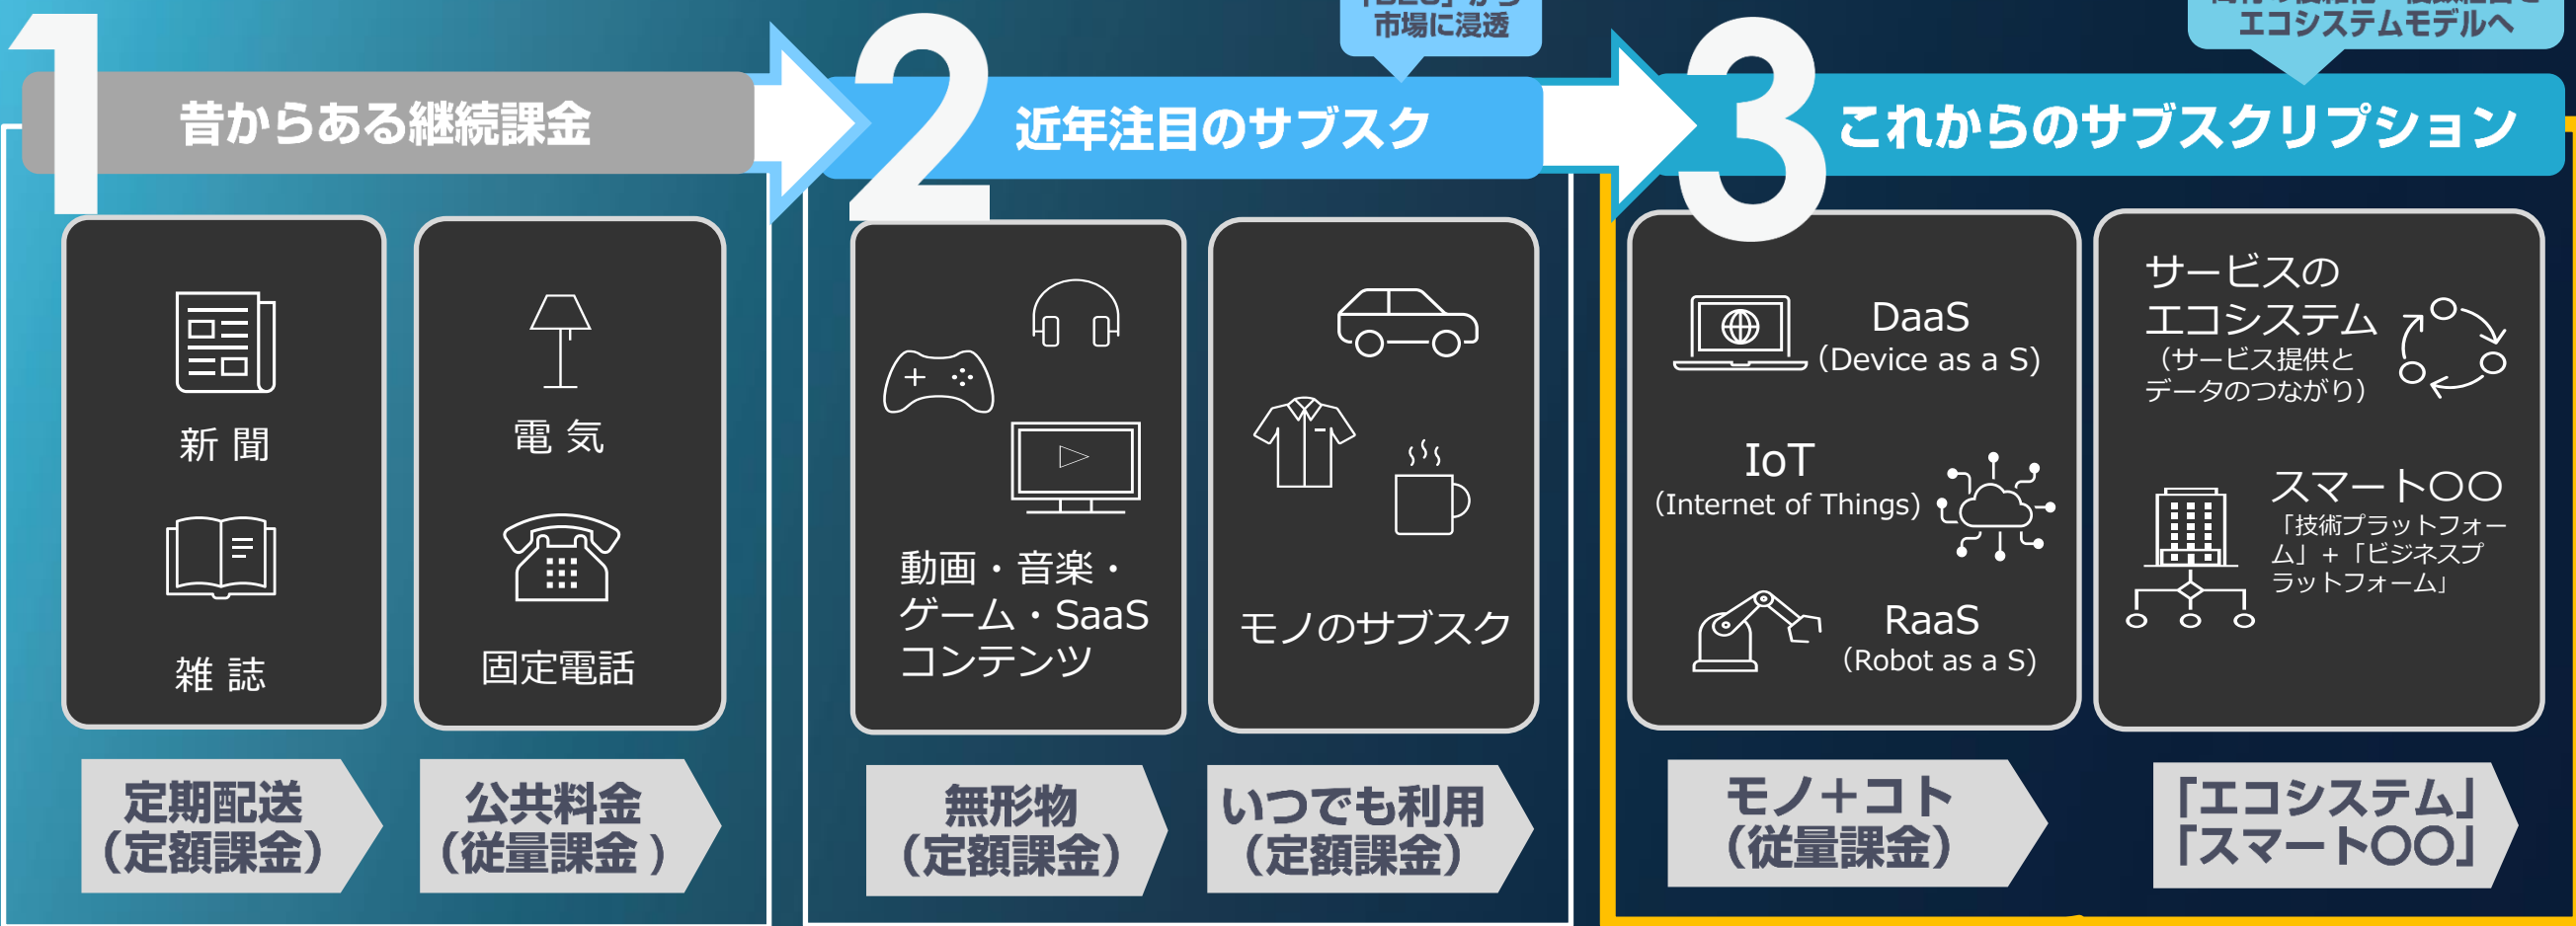 市場に浸透
エコシステムモデルへ
1
昔からある継続課金
2
近年注目のサブスク
3
これからのサブスクリプション
新 聞
雑 誌
電 気
固定電話
動画・音楽・
ゲーム・SaaS
コンテンツ
モノのサブスク
DaaS
（Device as a S）
IoT
（Internet of Things）
RaaS
（Robot as a S）
サービスの
エコシステム
（サービス提供と
データのつながり）
スマート〇〇
「技術プラットフォー
ム」+「ビジネスプ
ラットフォーム」
定期配送
（定額課金）
公共料金
（従量課金 ）
無形物
（定額課金）
いつでも利用
（定額課金）
モノ＋コト
（従量課金）
「エコシステム」
「スマート〇〇」